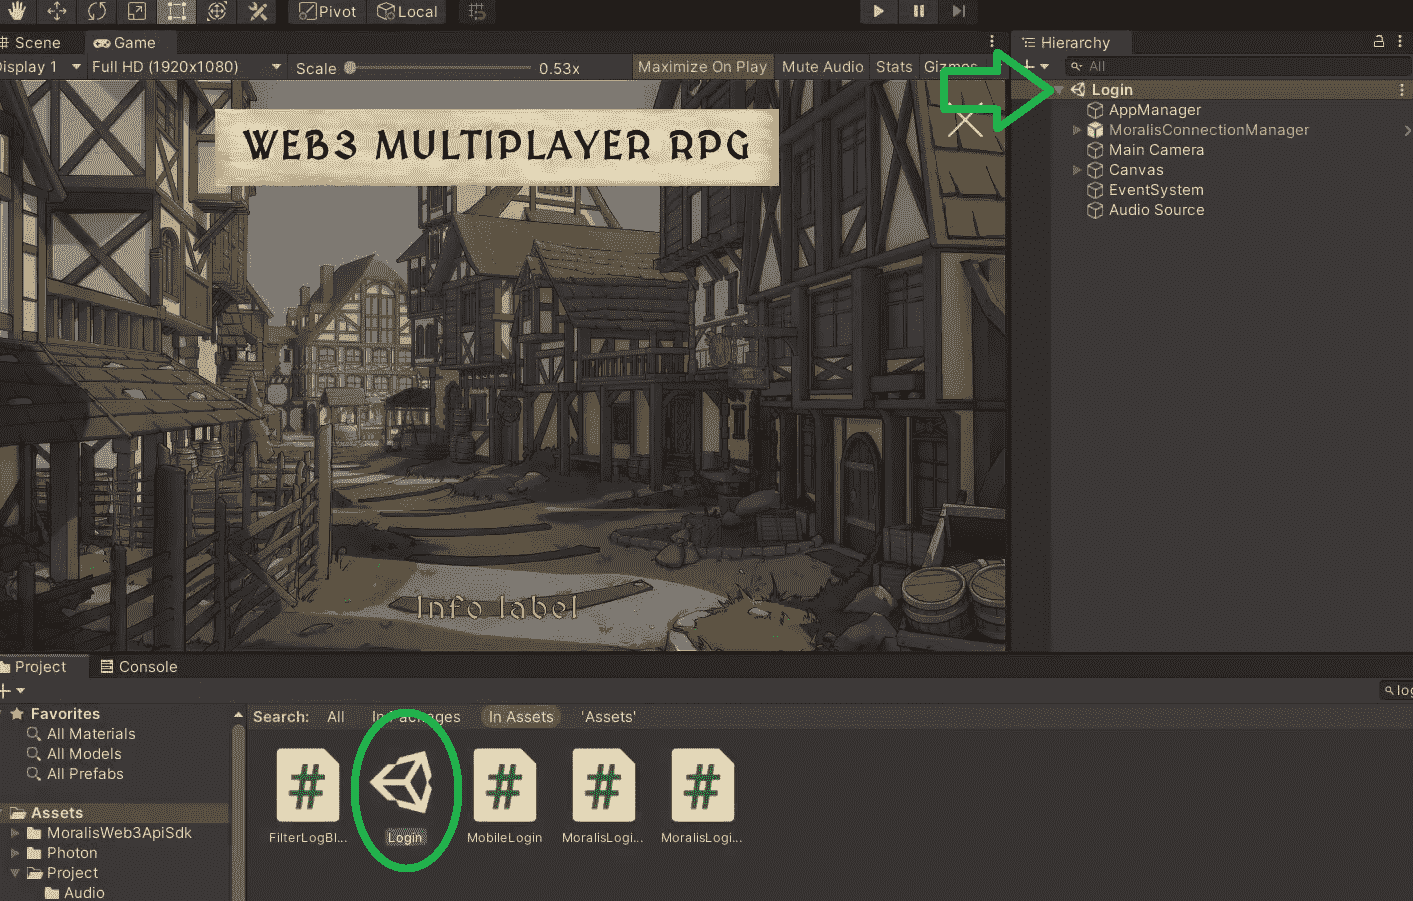 Pivot Local
Scene Game Hierarchy
Display 1 Full HD (1920x1080) Scale 0.53x Maximize On Play Mute Audio Stats Gizmos All
Login
AppManager
MoralisConnectionManager
Main Camera
Canvas
EventSystem
Audio Source
WEB3 MULTIPLAYER RPG
Info label
Project Console
log
Favorites
All Materials
All Models
All Prefabs
Assets
MoralisWeb3ApiSdk
Photon
Project
Audio
Search: All In Packages In Assets 'Assets'
FilterLogBl... Login MobileLogin MoralisLogi... MoralisLogi...